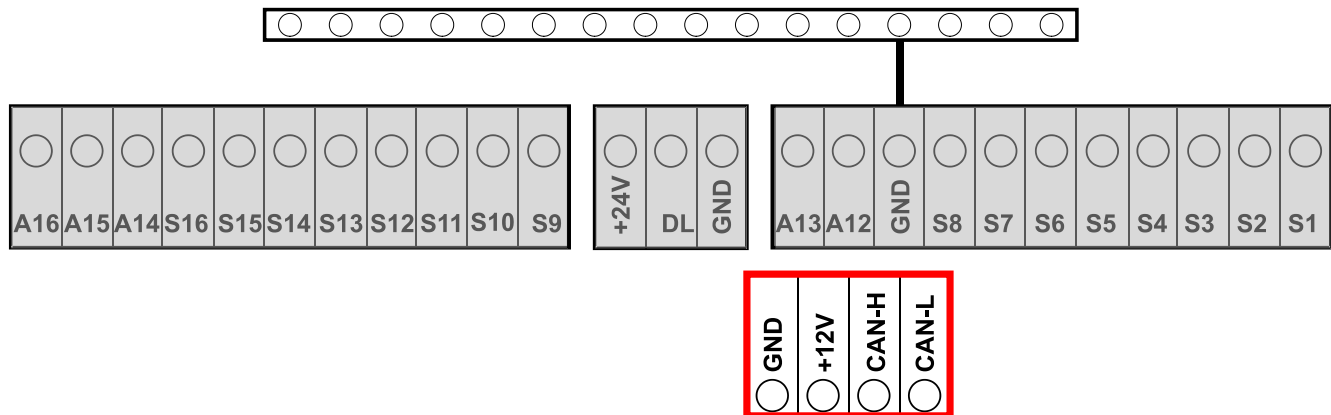 A16 A15 A14 S16 S15 S14 S13 S12 S11 S10 S9 +24V DL GND A13 A12 GND S8 S7 S6 S5 S4 S3 S2 S1
GND +12V CAN-H CAN-L